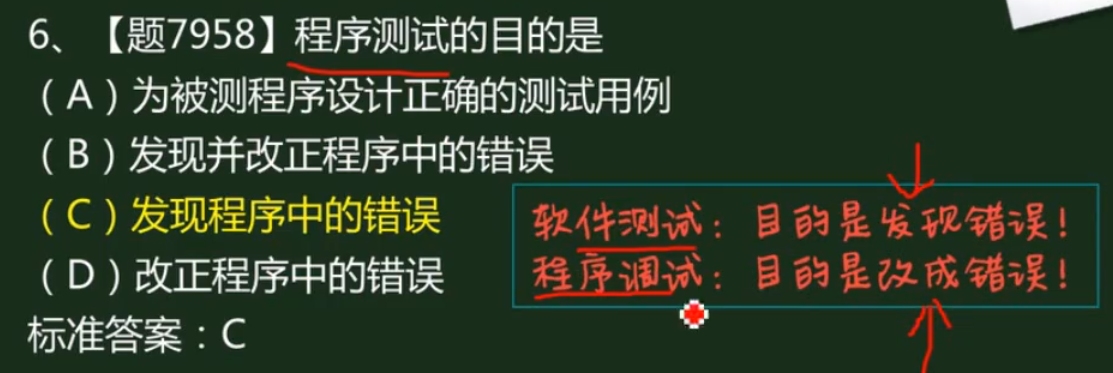 6、【题7958】程序测试的目的是
（A）为被测程序设计正确的测试用例
（B）发现并改正程序中的错误
（C）发现程序中的错误
（D）改正程序中的错误
标准答案：C
软件测试：目的是发现错误！
程序调试：目的是改成错误！